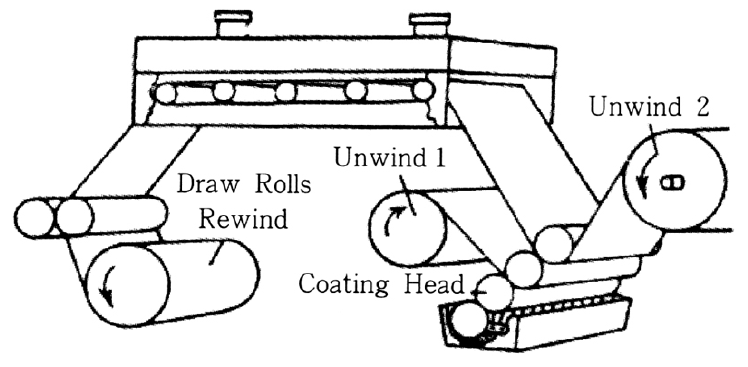 Unwind 2
Unwind 1
Draw Rolls
Rewind
Coating Head